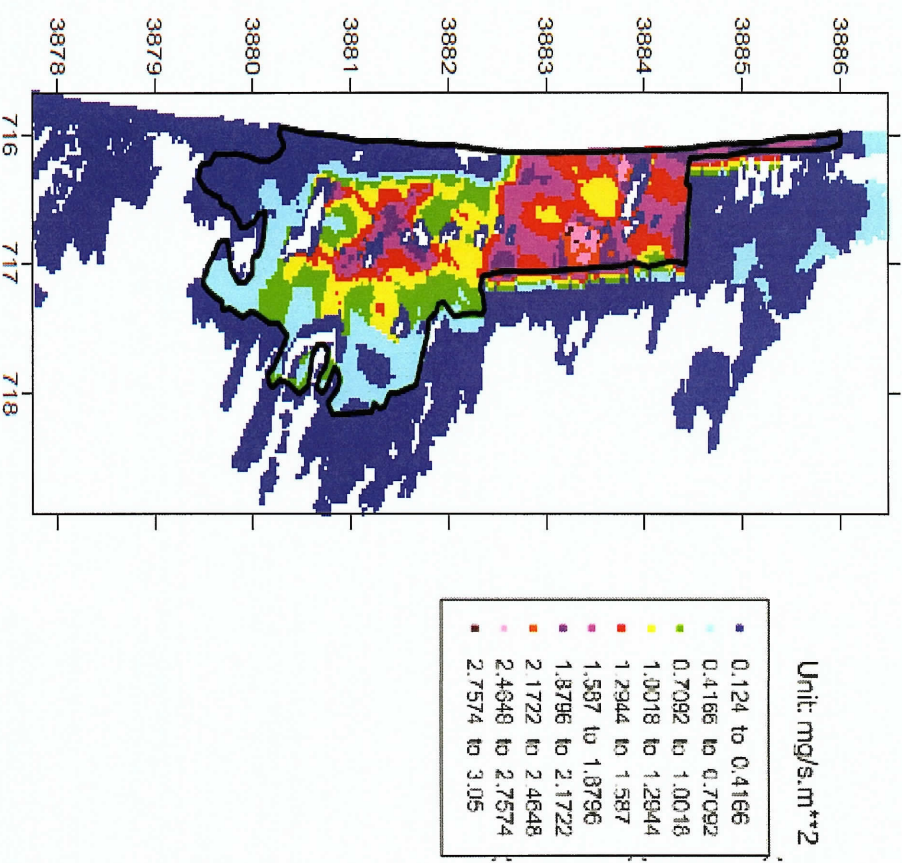 3886
3885
3884
3883
3882
3881
3880
3879
3878
716
717
718
Unit: mg/s.m**2
0.124 to 0.4166
0.4166 to 0.7092
0.7092 to 1.0018
1.0018 to 1.2944
1.2944 to 1.587
1.587 to 1.8796
1.8796 to 2.1722
2.1722 to 2.4648
2.4648 to 2.7574
2.7574 to 3.05